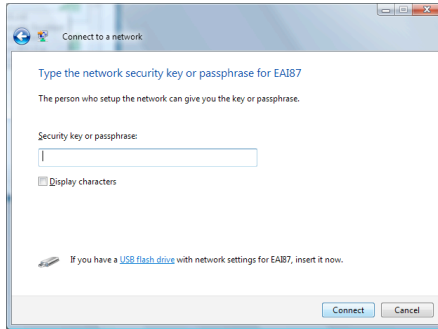 Connect to a network
Type the network security key or passphrase for EAI87
The person who setup the network can give you the key or passphrase.
Security key or passphrase:
Display characters
If you have a USB flash drive with network settings for EAI87, insert it now.
Connect Cancel